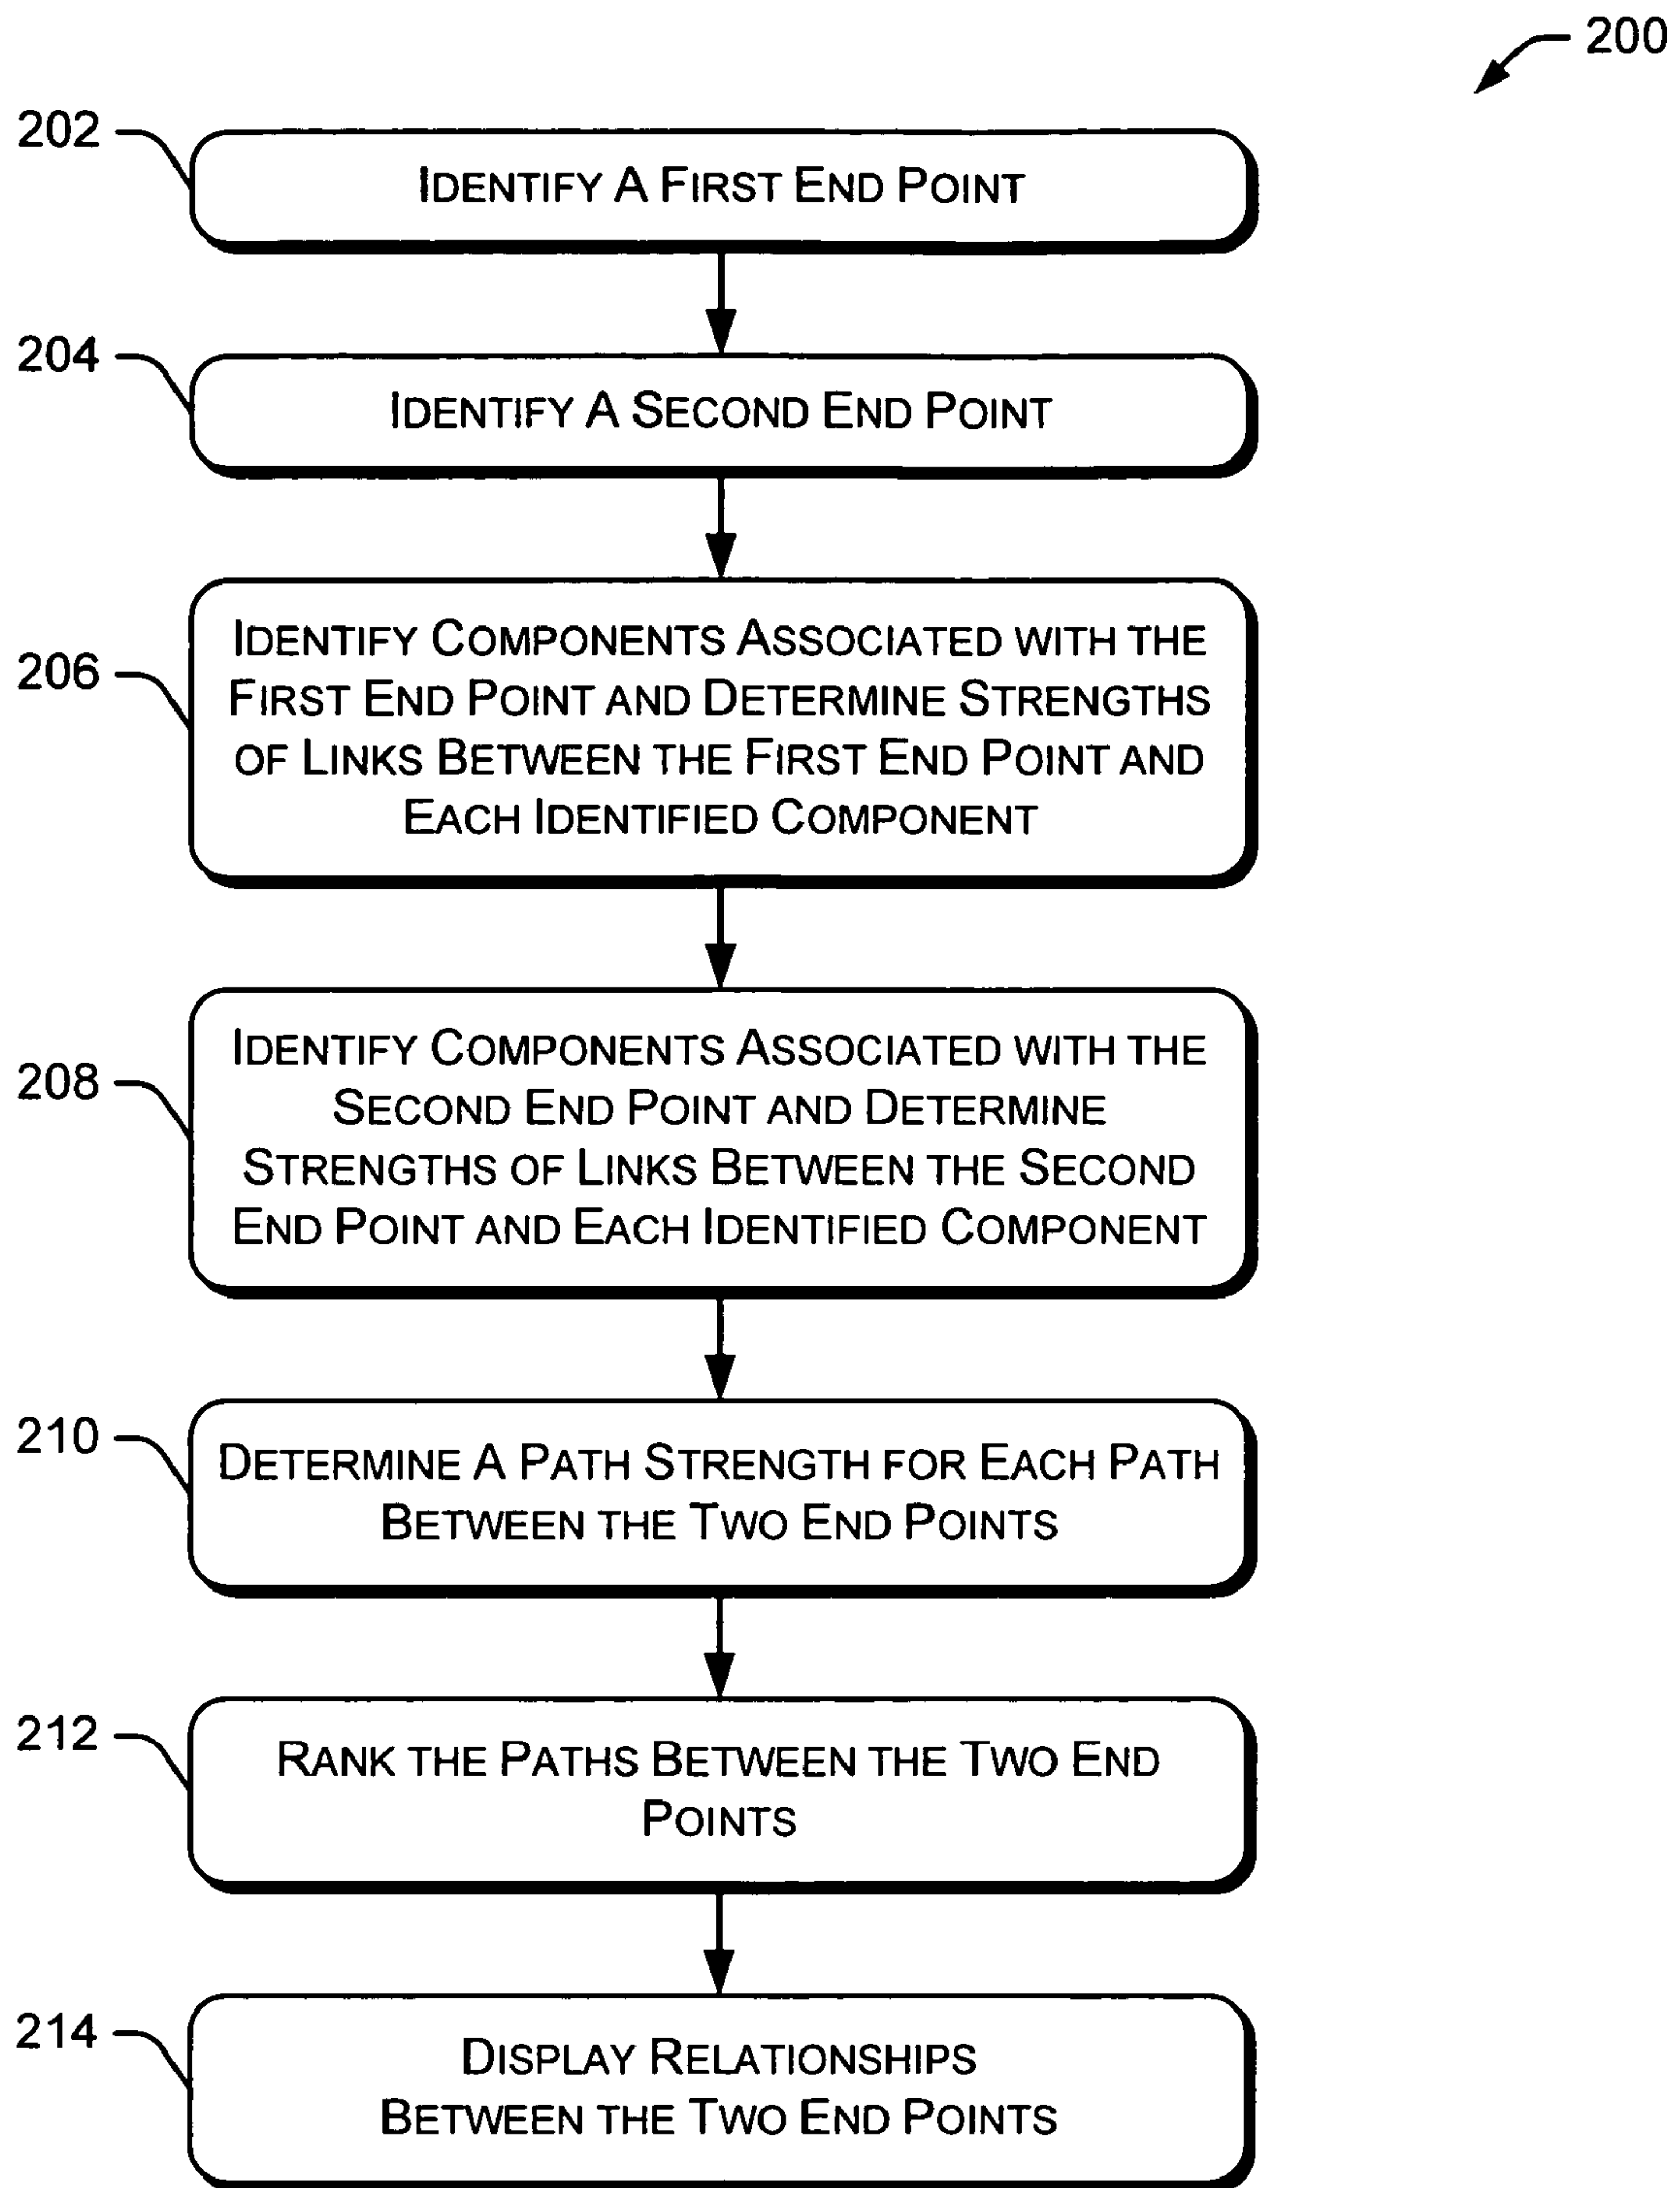 200
202
IDENTIFY A FIRST END POINT
204
IDENTIFY A SECOND END POINT
206
IDENTIFY COMPONENTS ASSOCIATED WITH THE
FIRST END POINT AND DETERMINE STRENGTHS
OF LINKS BETWEEN THE FIRST END POINT AND
EACH IDENTIFIED COMPONENT
208
IDENTIFY COMPONENTS ASSOCIATED WITH THE
SECOND END POINT AND DETERMINE
STRENGTHS OF LINKS BETWEEN THE SECOND
END POINT AND EACH IDENTIFIED COMPONENT
210
DETERMINE A PATH STRENGTH FOR EACH PATH
BETWEEN THE TWO END POINTS
212
RANK THE PATHS BETWEEN THE TWO END
POINTS
214
DISPLAY RELATIONSHIPS
BETWEEN THE TWO END POINTS